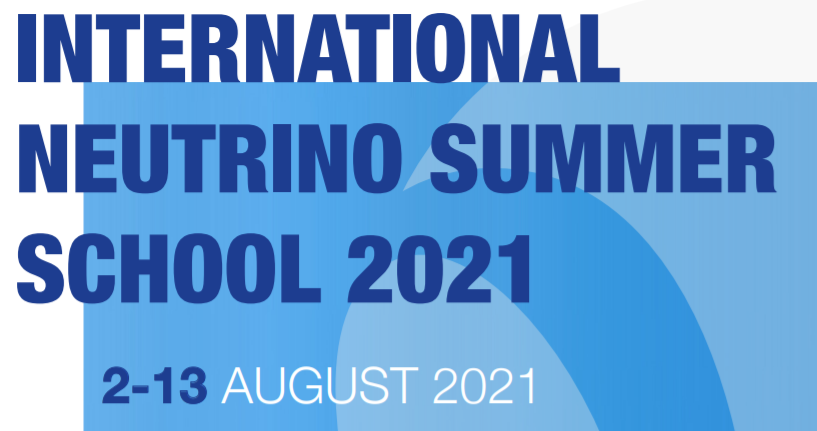 INTERNATIONAL
NEUTRINO SUMMER
SCHOOL 2021
2-13 AUGUST 2021